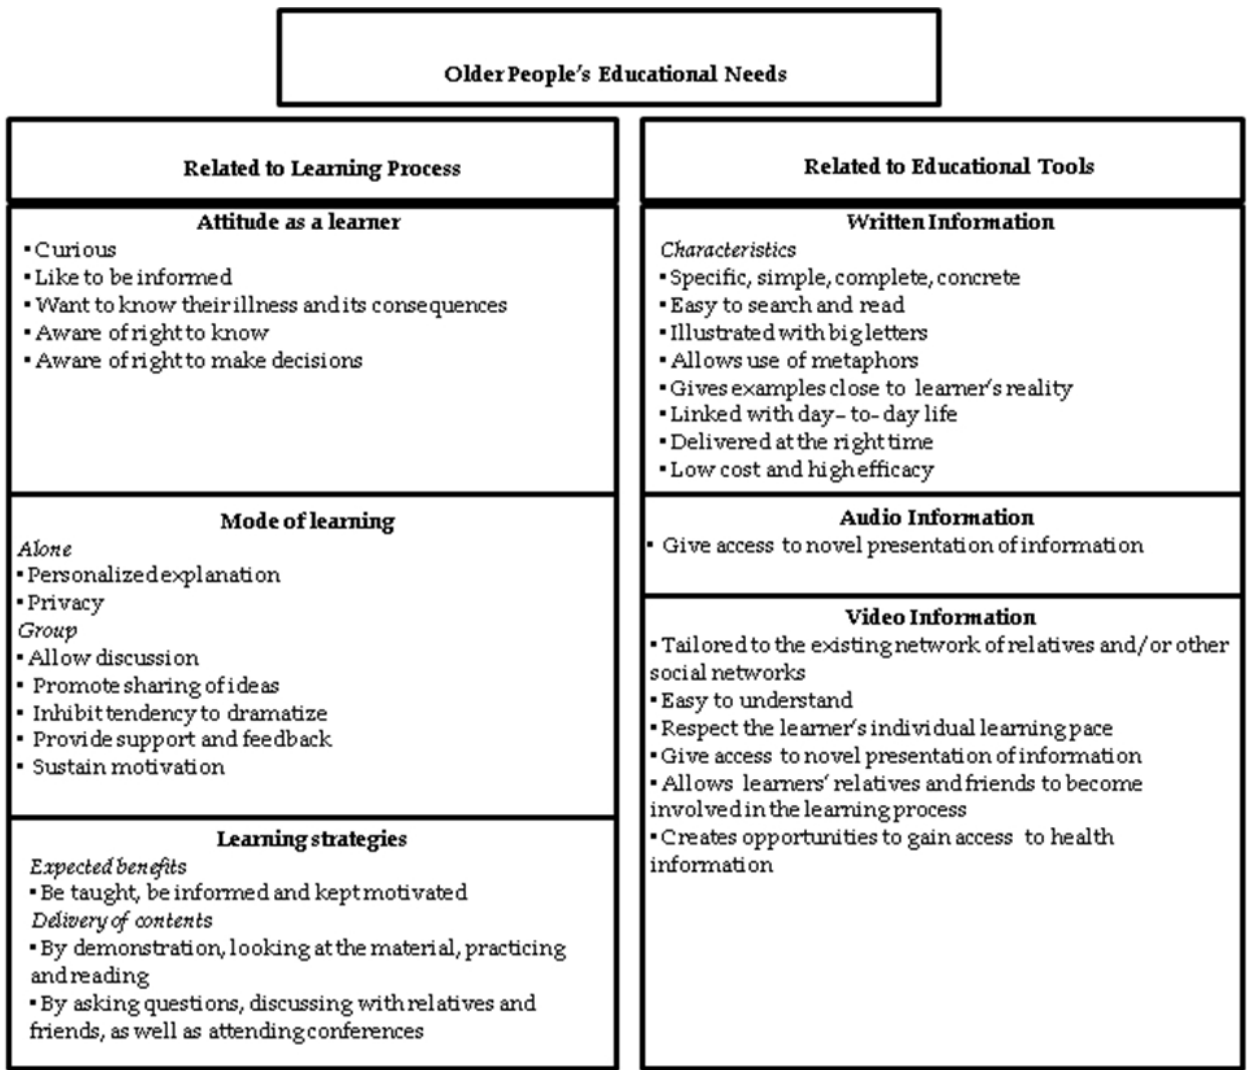 Older People's Educational Needs
Related to Learning Process
Attitude as a learner
▪ Curious
▪ Like to be informed
▪ Want to know their illness and its consequences
▪ Aware of right to know
▪ Aware of right to make decisions
Mode of learning
Alone
▪ Personalized explanation
▪ Privacy
Group
▪ Allow discussion
▪ Promote sharing of ideas
▪ Inhibit tendency to dramatize
▪ Provide support and feedback
▪ Sustain motivation
Learning strategies
Expected benefits
▪ Be taught, be informed and kept motivated
Delivery of contents
▪ By demonstration, looking at the material, practicing
and reading
▪ By asking questions, discussing with relatives and
friends, as well as attending conferences
Related to Educational Tools
Written Information
Characteristics
▪ Specific, simple, complete, concrete
▪ Easy to search and read
▪ Illustrated with big letters
▪ Allows use of metaphors
▪ Gives examples close to learner's reality
▪ Linked with day– to- day life
▪ Delivered at the right time
▪ Low cost and high efficacy
Audio Information
▪ Give access to novel presentation of information
Video Information
▪ Tailored to the existing network of relatives and/or other
social networks
▪ Easy to understand
▪ Respect the learner's individual learning pace
▪ Give access to novel presentation of information
▪ Allows learners' relatives and friends to become
involved in the learning process
▪ Creates opportunities to gain access to health
information